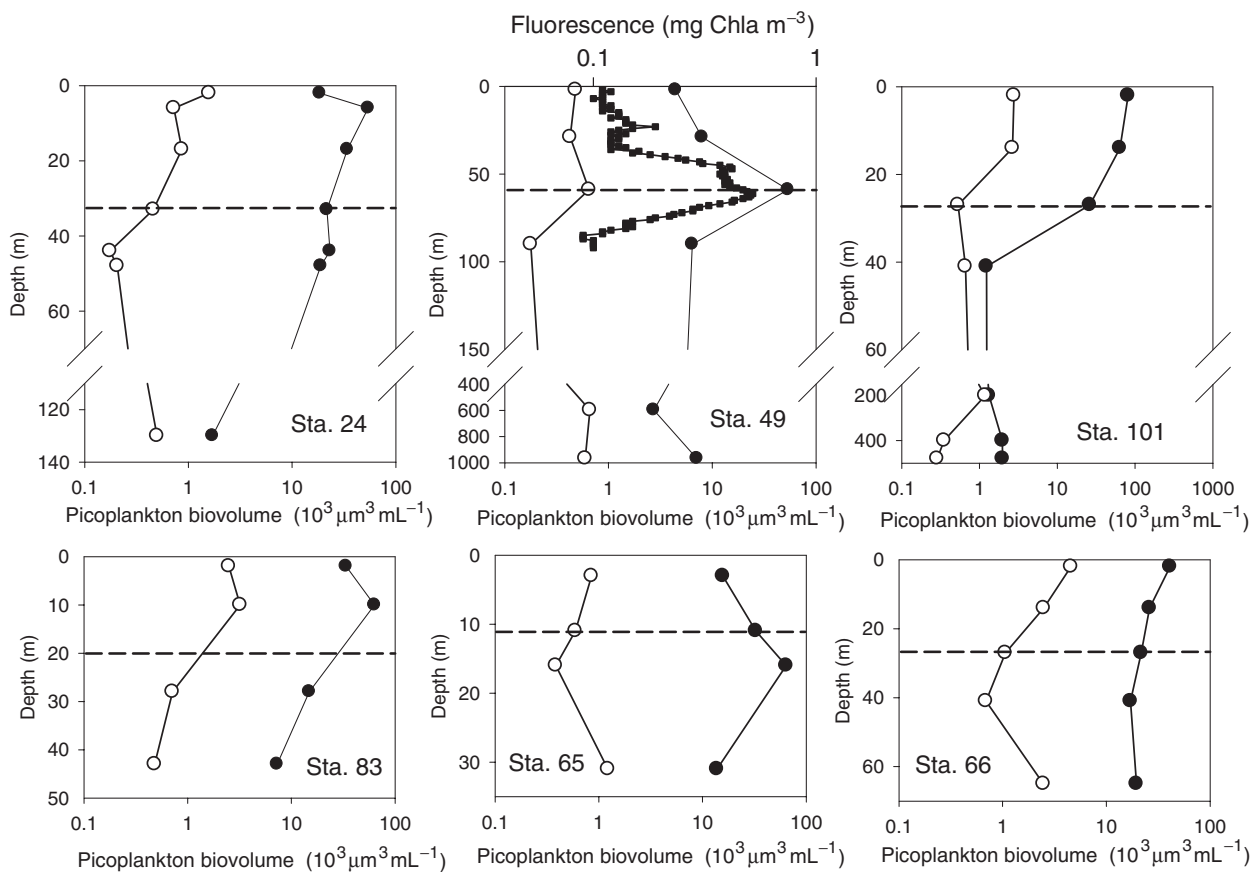 Fluorescence (mg Chla m⁻³)
0.1 1
0
20
40
60
120
130
140
Depth (m)
Sta. 24
0.1 1 10 100
Picoplankton biovolume (10³ μm³ mL⁻¹)
0
50
100
150
400
600
800
1000
Depth (m)
Sta. 49
0.1 1 10 100
Picoplankton biovolume (10³ μm³ mL⁻¹)
0
20
40
60
200
400
Depth (m)
Sta. 101
0.1 1 10 100 1000
Picoplankton biovolume (10³ μm³ mL⁻¹)
0
10
20
30
40
50
Depth (m)
Sta. 83
0.1 1 10 100
Picoplankton biovolume (10³ μm³ mL⁻¹)
0
10
20
30
Depth (m)
Sta. 65
0.1 1 10 100
Picoplankton biovolume (10³ μm³ mL⁻¹)
0
20
40
60
Depth (m)
Sta. 66
0.1 1 10 100
Picoplankton biovolume (10³ μm³ mL⁻¹)